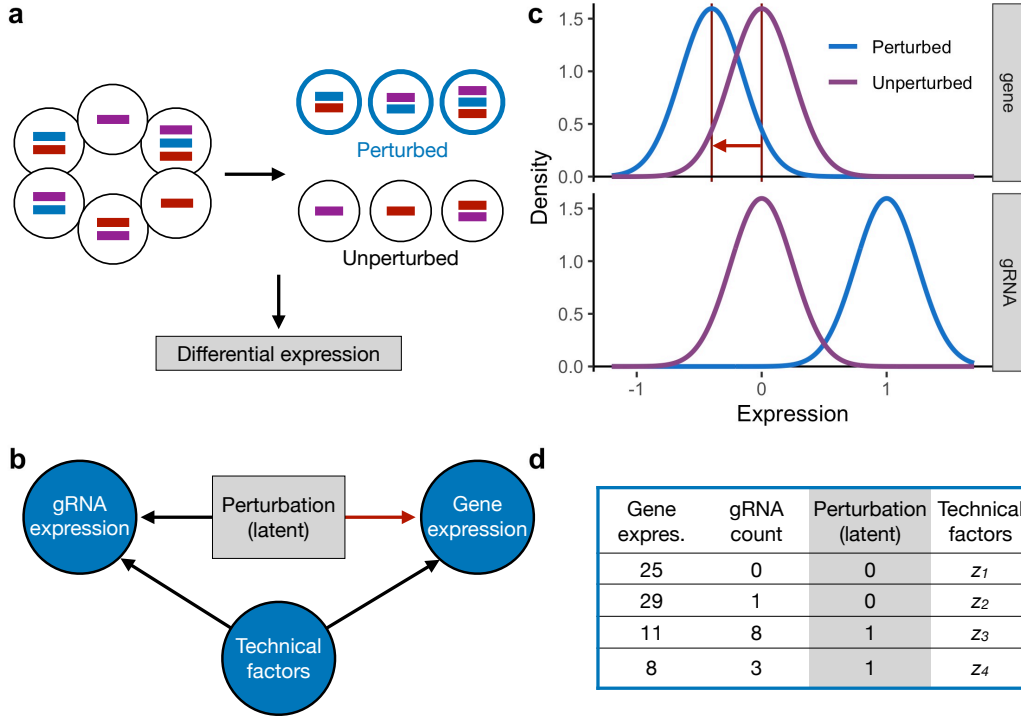 a
Perturbed
Unperturbed
Differential expression
b
gRNA
expression
Perturbation
(latent)
Gene
expression
Technical
factors
c
Density
1.5
1.0
0.5
0.0
Perturbed
Unperturbed
gene
1.5
1.0
0.5
0.0
gRNA
-1
0
1
Expression
d
Gene expres. gRNA count Perturbation (latent) Technical factors
25 0 0 z1
29 1 0 z2
11 8 1 z3
8 3 1 z4